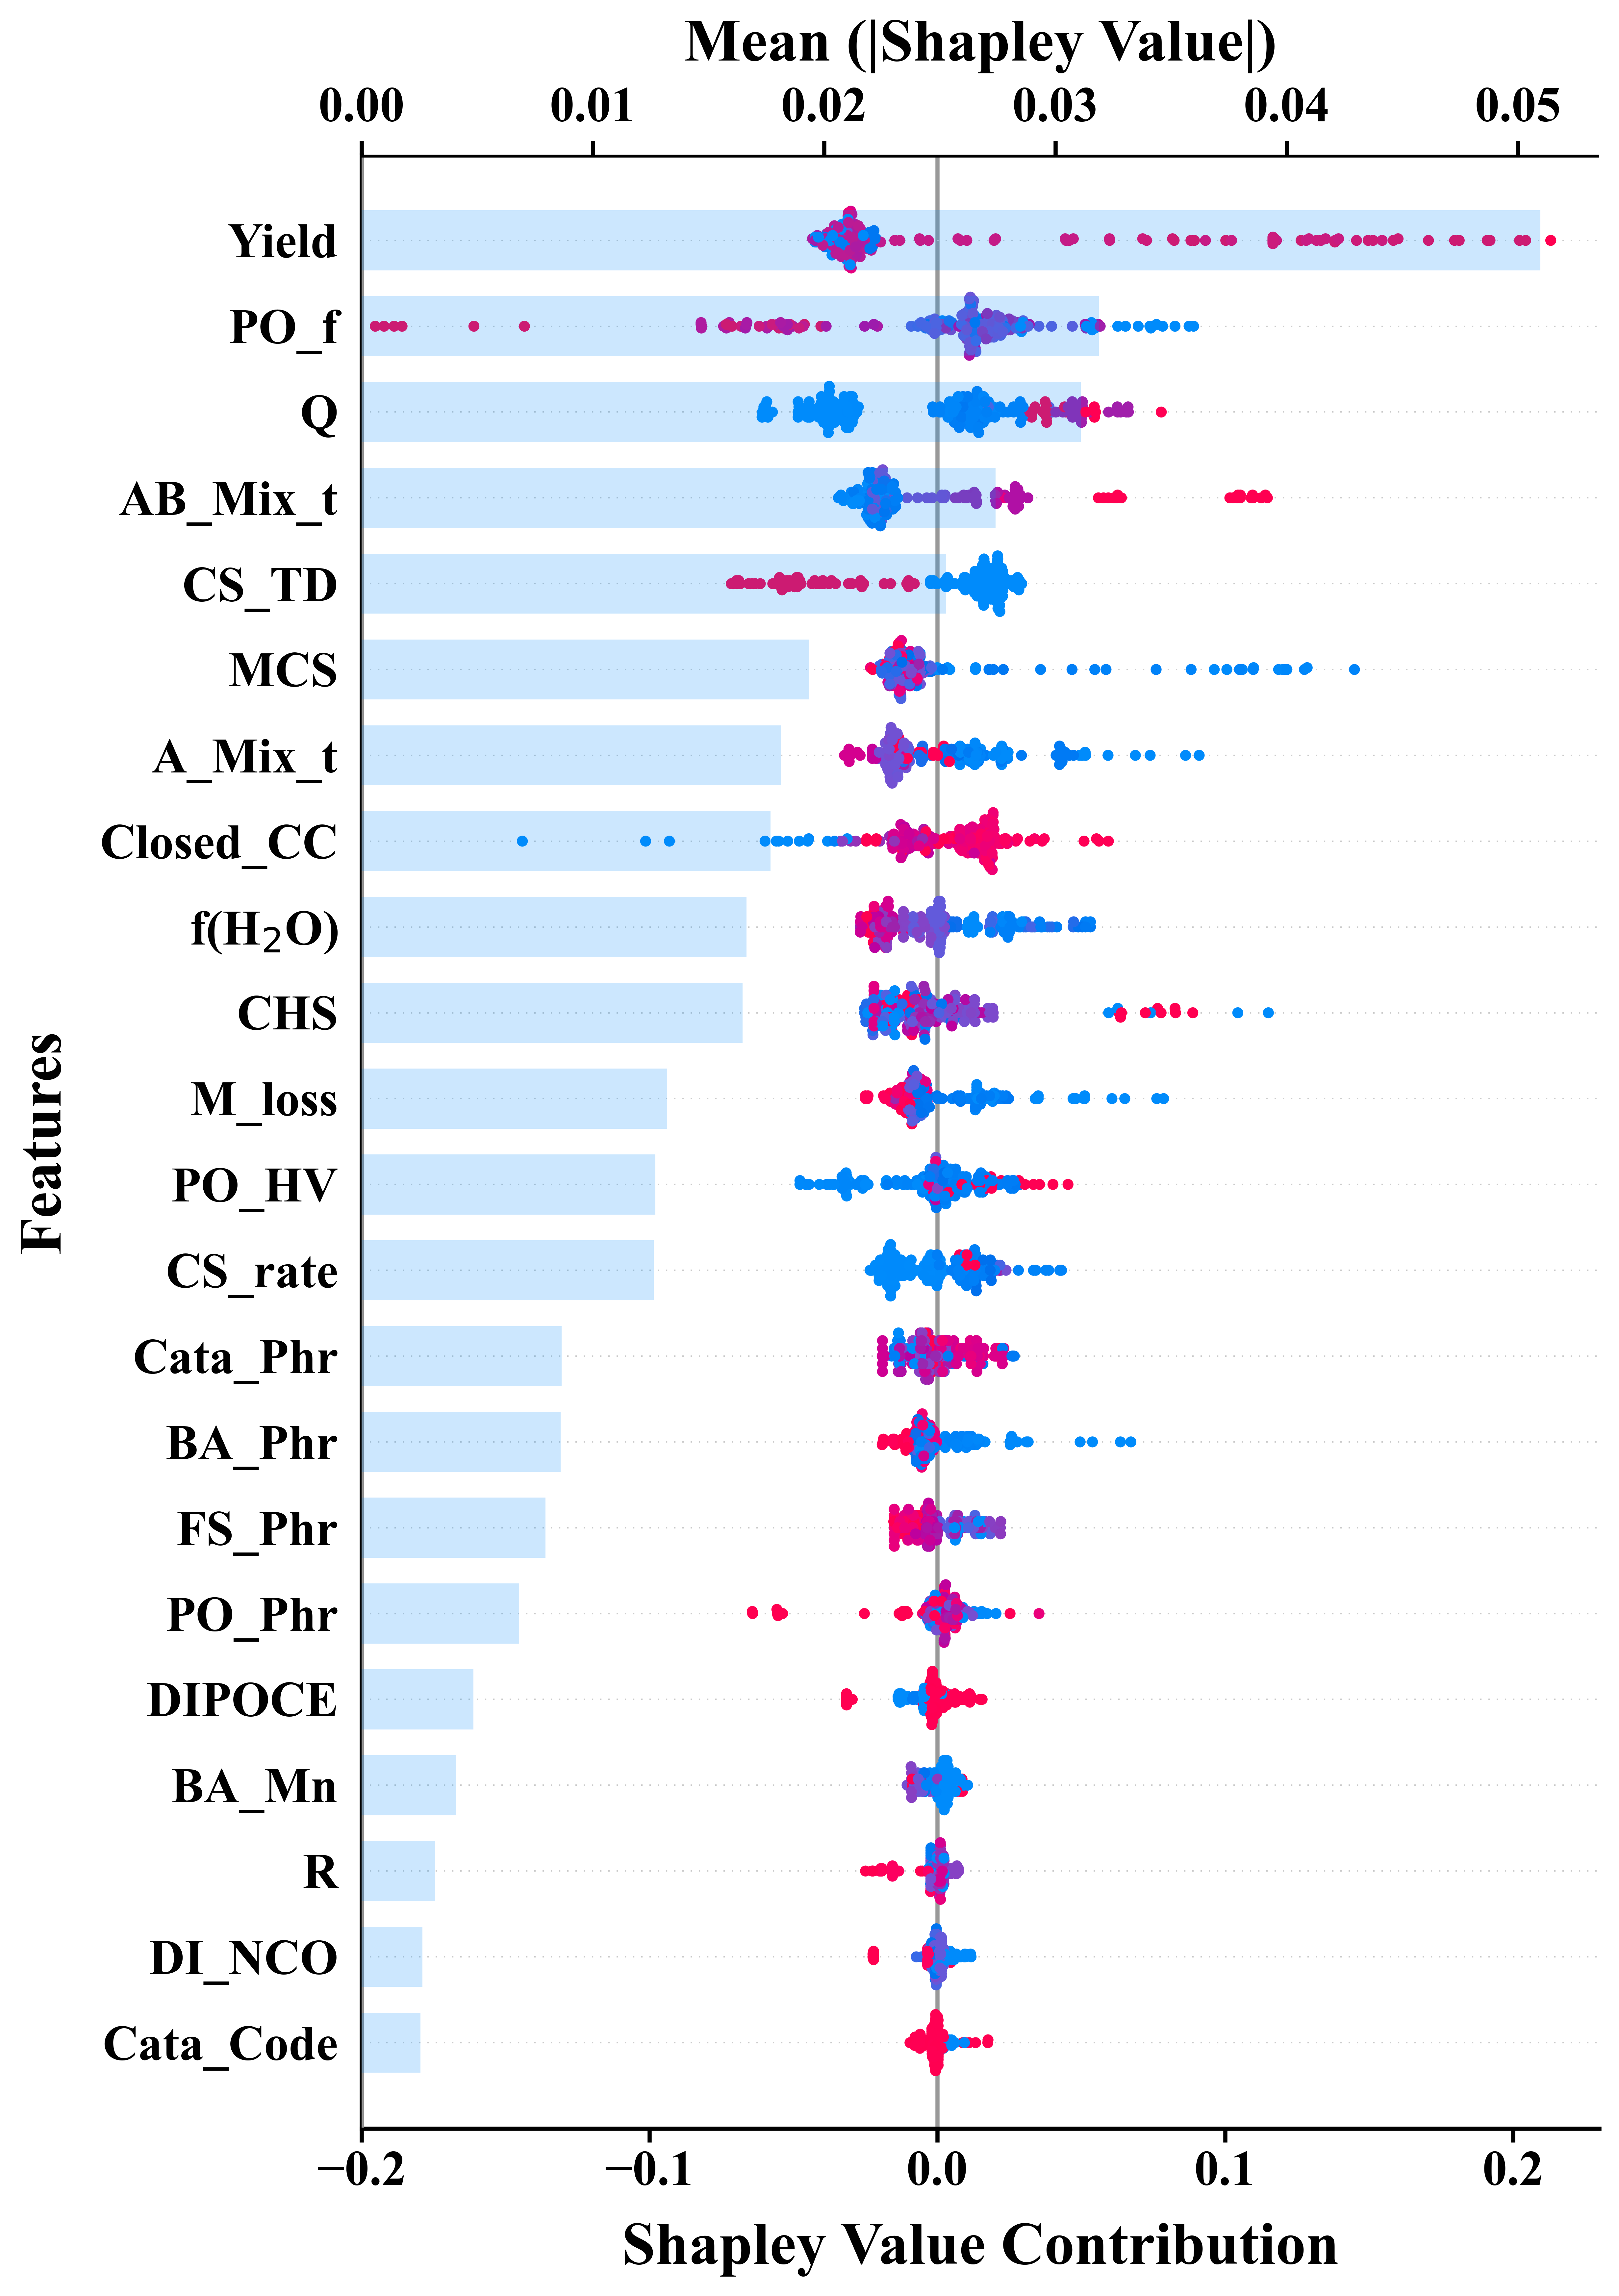 Mean (|Shapley Value|)
0.00 0.01 0.02 0.03 0.04 0.05
Yield
PO_f
Q
AB_Mix_t
CS_TD
MCS
A_Mix_t
Closed_CC
f(H₂O)
CHS
M_loss
PO_HV
CS_rate
Cata_Phr
BA_Phr
FS_Phr
PO_Phr
DIPOCE
BA_Mn
R
DI_NCO
Cata_Code
Features
−0.2 −0.1 0.0 0.1 0.2
Shapley Value Contribution